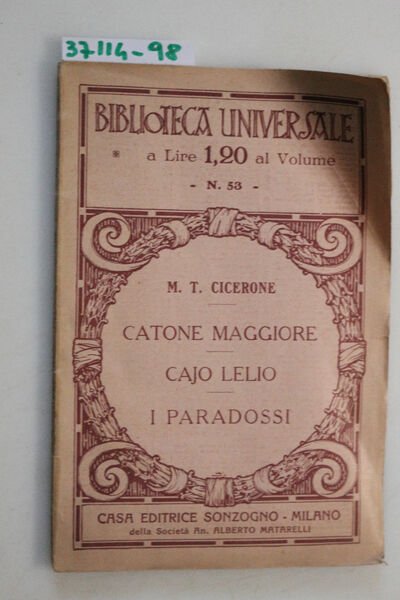 37114-98
BIBLIOTECA UNIVERSALE
* a Lire 1,20 al Volume
- N. 53 -
M. T. CICERONE
CATONE MAGGIORE
CAJO LELIO
I PARADOSSI
CASA EDITRICE SONZOGNO - MILANO
della Società An. ALBERTO MATARELLI